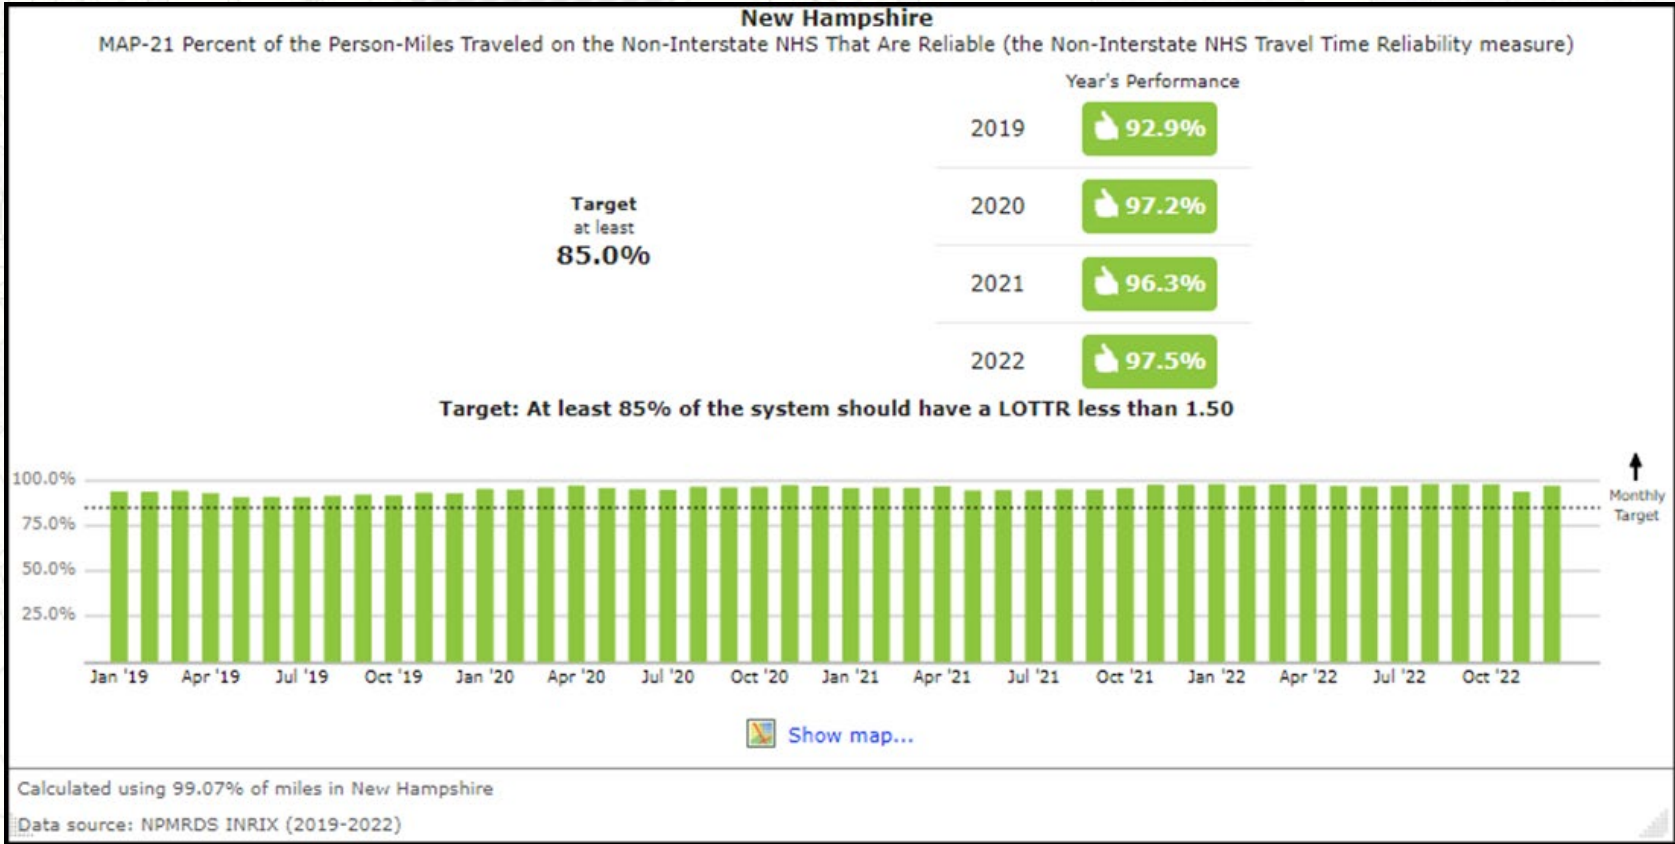 New Hampshire
MAP-21 Percent of the Person-Miles Traveled on the Non-Interstate NHS That Are Reliable (the Non-Interstate NHS Travel Time Reliability measure)
Year's Performance
2019 92.9%
Target
at least
85.0%
2020 97.2%
2021 96.3%
2022 97.5%
Target: At least 85% of the system should have a LOTTR less than 1.50
100.0%
75.0%
50.0%
25.0%
Monthly
Target
Jan '19 Apr '19 Jul '19 Oct '19 Jan '20 Apr '20 Jul '20 Oct '20 Jan '21 Apr '21 Jul '21 Oct '21 Jan '22 Apr '22 Jul '22 Oct '22
Show map...
Calculated using 99.07% of miles in New Hampshire
Data source: NPMRDS INRIX (2019-2022)